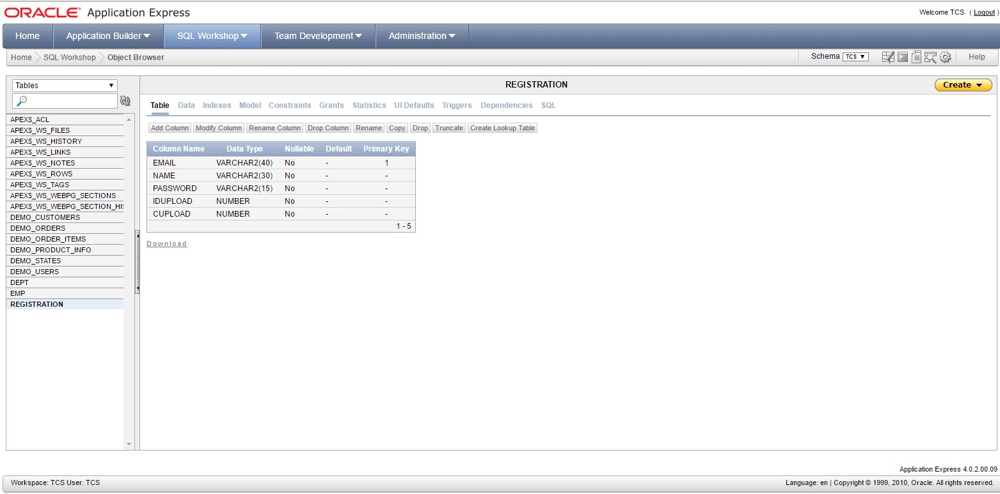 ORACLE Application Express
Welcome TCS ( Logout )
Home Application Builder SQL Workshop Team Development Administration
Home SQL Workshop Object Browser
Schema TCS Help
Tables
REGISTRATION
Create
Table Data Indexes Model Constraints Grants Statistics UI Defaults Triggers Dependencies SQL
Add Column Modify Column Rename Column Drop Column Rename Copy Drop Truncate Create Lookup Table
APEX$_ACL
APEX$_WS_FILES
APEX$_WS_HISTORY
APEX$_WS_LINKS
APEX$_WS_NOTES
APEX$_WS_ROWS
APEX$_WS_TAGS
APEX$_WS_WEBPG_SECTIONS
APEX$_WS_WEBPG_SECTION_HIS
DEMO_CUSTOMERS
DEMO_ORDERS
DEMO_ORDER_ITEMS
DEMO_PRODUCT_INFO
DEMO_STATES
DEMO_USERS
DEPT
EMP
REGISTRATION
Column Name Data Type Nullable Default Primary Key
EMAIL VARCHAR2(40) No - 1
NAME VARCHAR2(30) No - -
PASSWORD VARCHAR2(15) No - -
IDUPLOAD NUMBER No - -
CUPLOAD NUMBER No - -
1 - 5
Download
Application Express 4.0.2.00.09
Workspace: TCS User: TCS
Language: en | Copyright © 1999, 2010, Oracle. All rights reserved.